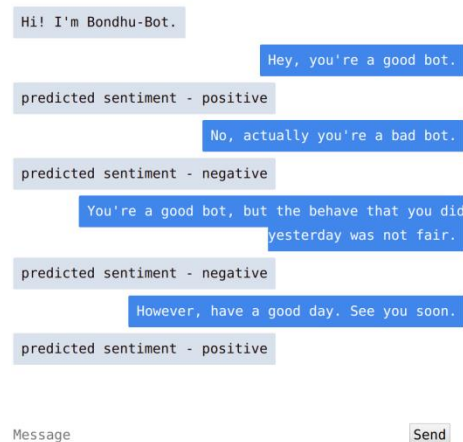 Hi! I'm Bondhu-Bot.
Hey, you're a good bot.
predicted sentiment - positive
No, actually you're a bad bot.
predicted sentiment - negative
You're a good bot, but the behave that you did
yesterday was not fair.
predicted sentiment - negative
However, have a good day. See you soon.
predicted sentiment - positive
Message
Send